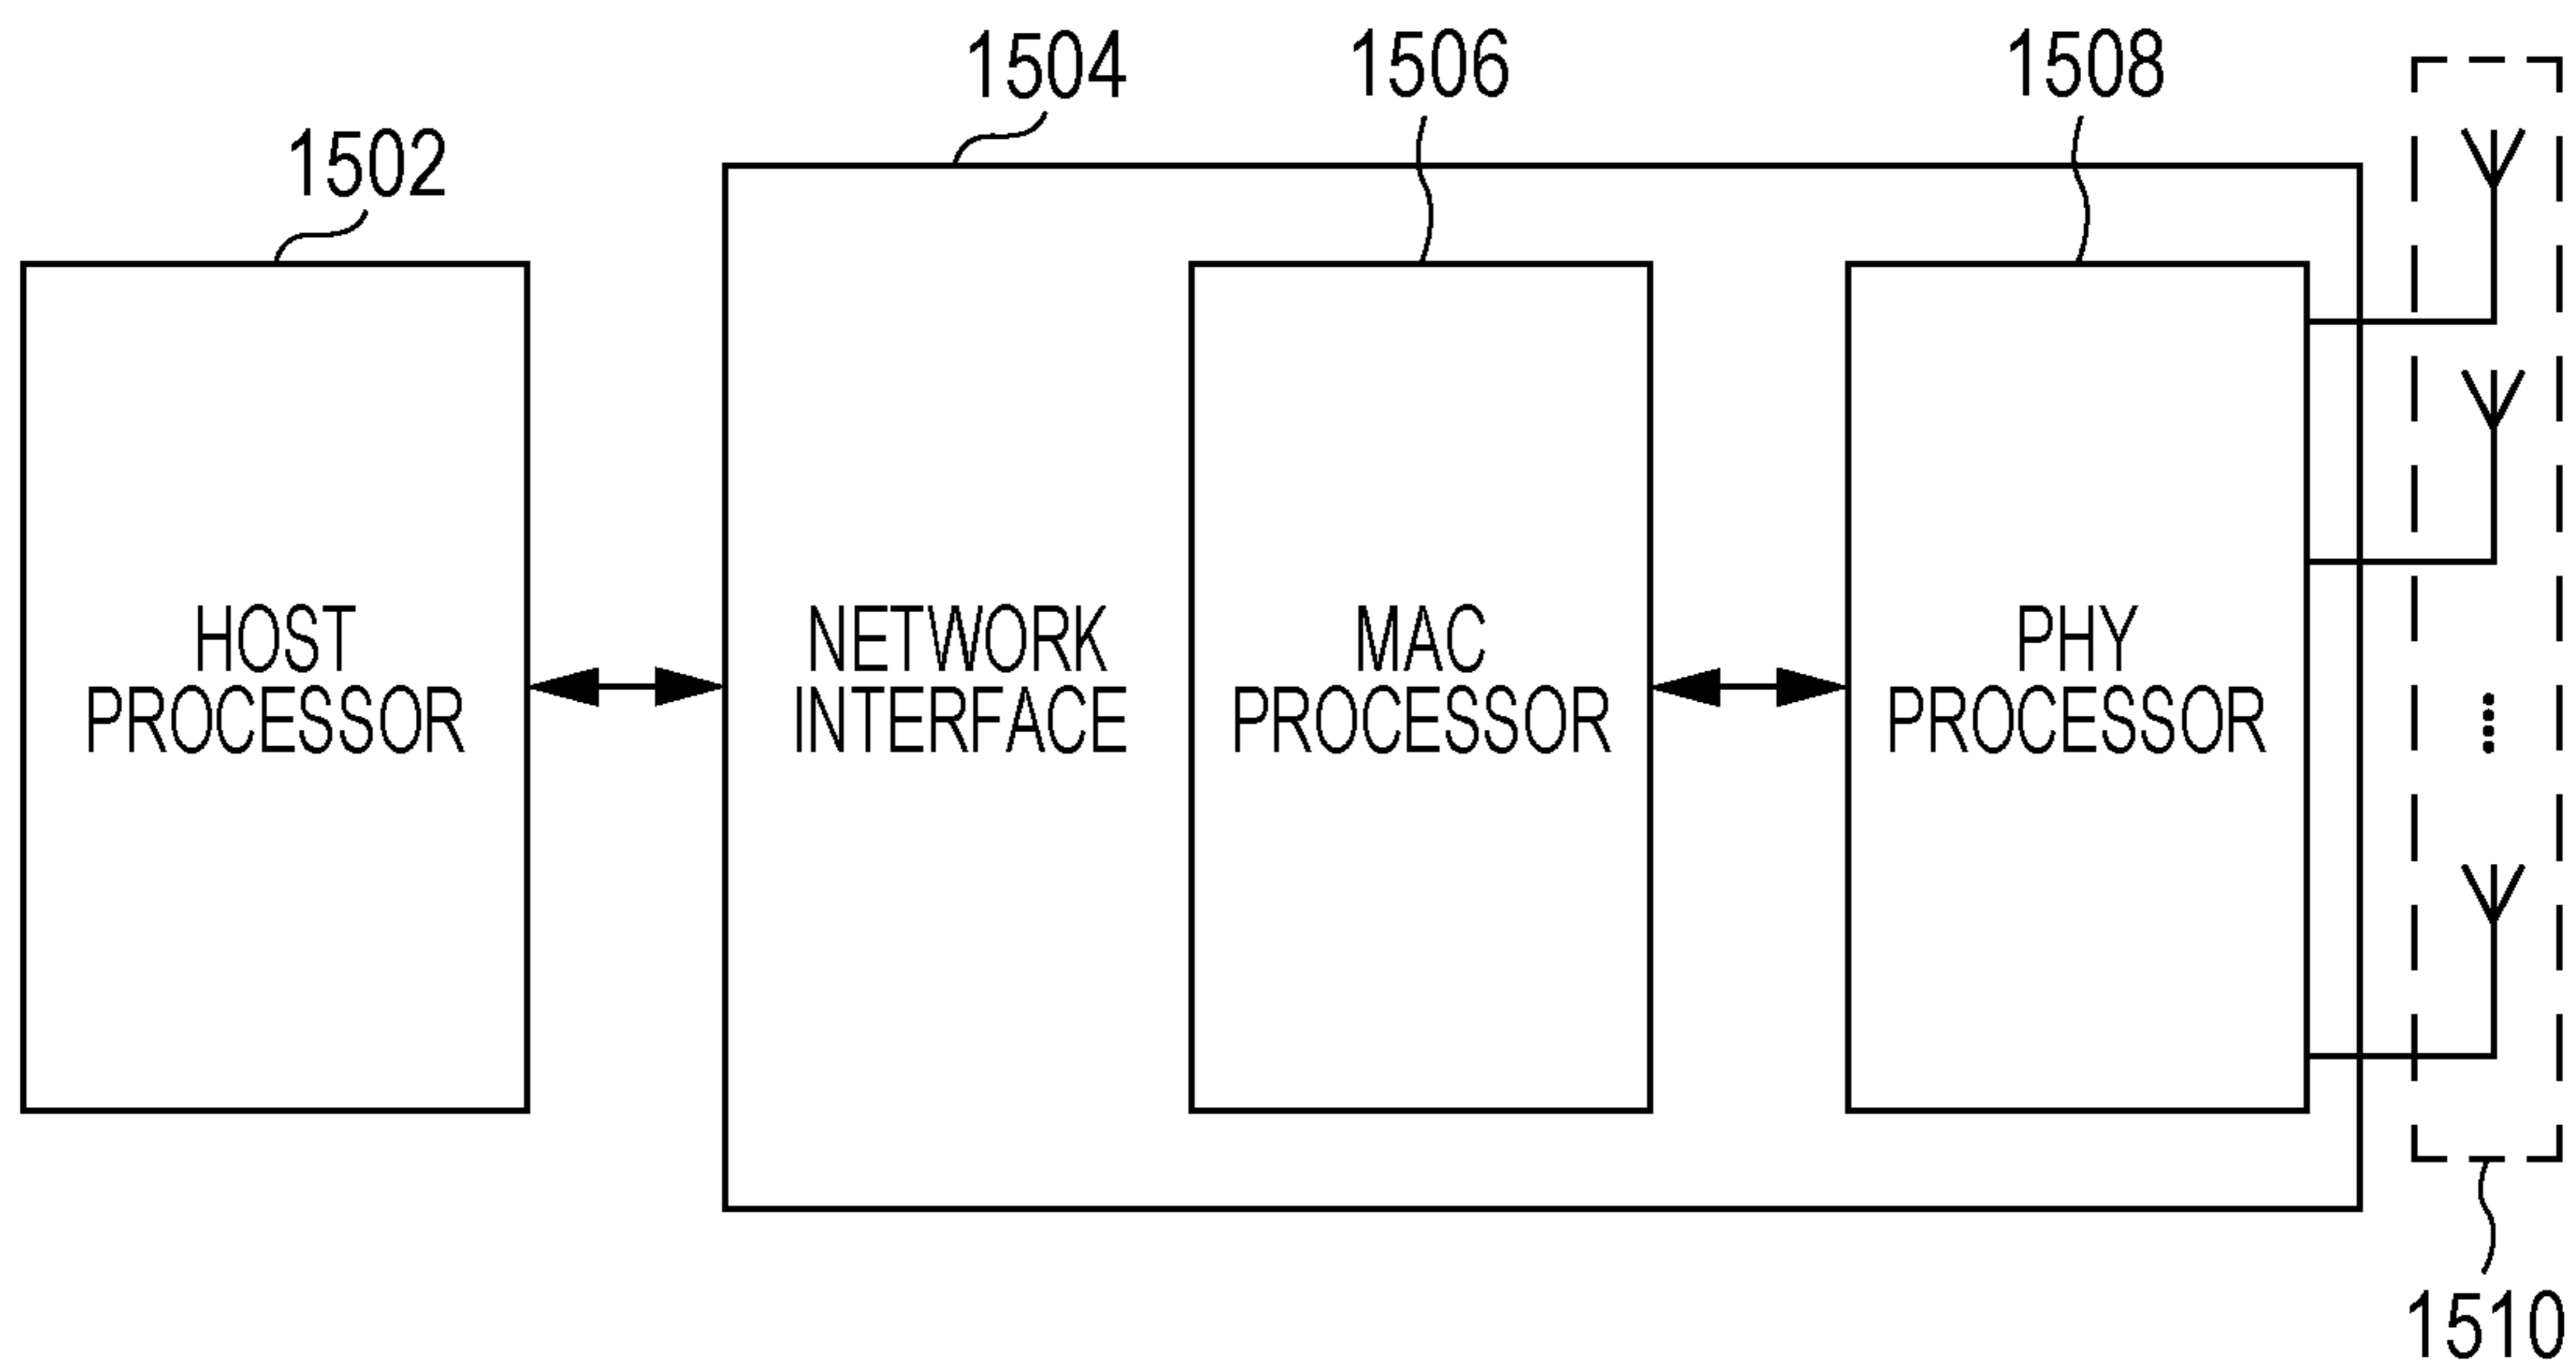 1502
1504
1506
1508
HOST
PROCESSOR
NETWORK
INTERFACE
MAC
PROCESSOR
PHY
PROCESSOR
1510